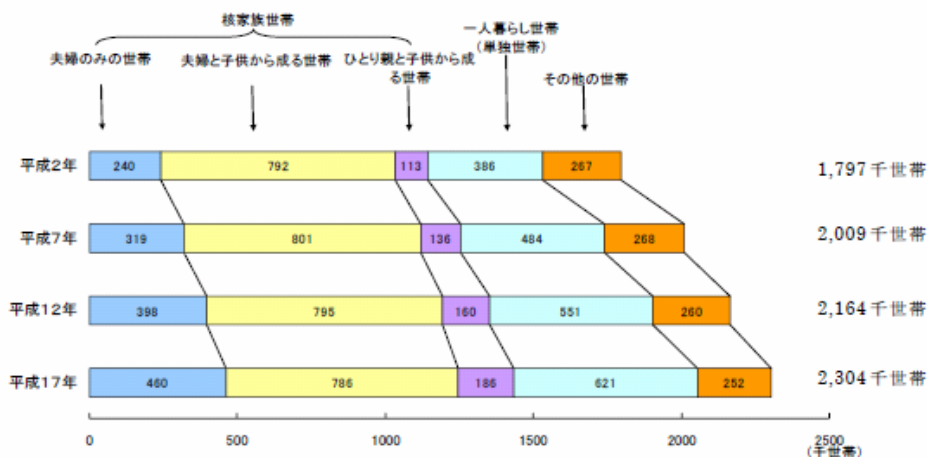 核家族世帯
一人暮らし世帯
(単独世帯)
夫婦のみの世帯
夫婦と子供から成る世帯
ひとり親と子供から成
る世帯
その他の世帯
平成2年 240 792 113 386 267 1,797千世帯
平成7年 319 801 136 484 268 2,009千世帯
平成12年 398 795 160 551 260 2,164千世帯
平成17年 460 786 186 621 252 2,304千世帯
0 500 1000 1500 2000 2500
(千世帯)